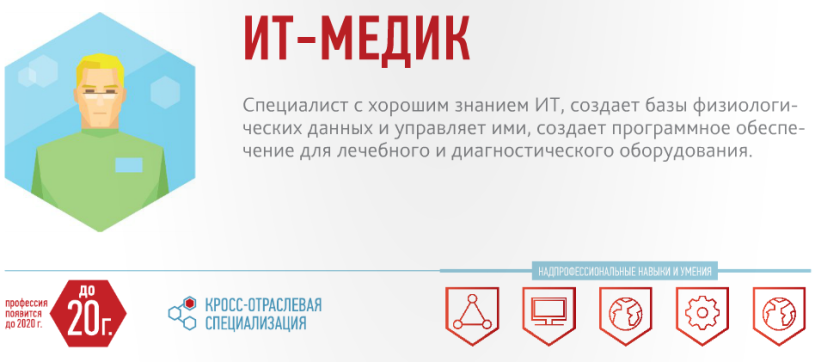 ИТ-МЕДИК
Специалист с хорошим знанием ИТ, создает базы физиологи-
ческих данных и управляет ими, создает программное обеспе-
чение для лечебного и диагностического оборудования.
НАДПРОФЕССИОНАЛЬНЫЕ НАВЫКИ И УМЕНИЯ
профессия
появится
до 2020 г.
до
20г.
КРОСС-ОТРАСЛЕВАЯ
СПЕЦИАЛИЗАЦИЯ